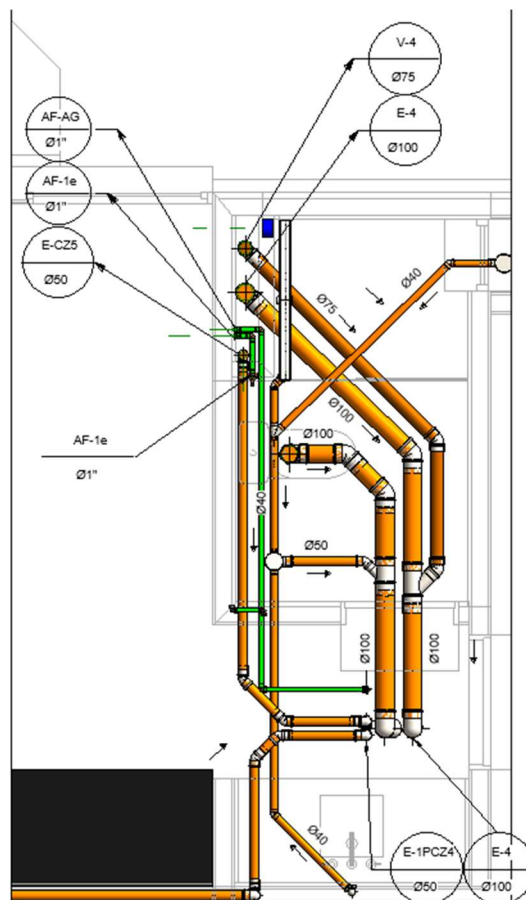 V-4
Ø75
E-4
Ø100
AF-AG
Ø1"
AF-1e
Ø1"
E-CZ5
Ø50
Ø40
Ø75
Ø100
AF-1e
Ø1"
Ø100
Ø40
Ø50
Ø100
Ø100
Ø40
E-1PCZ4
Ø50
E-4
Ø100